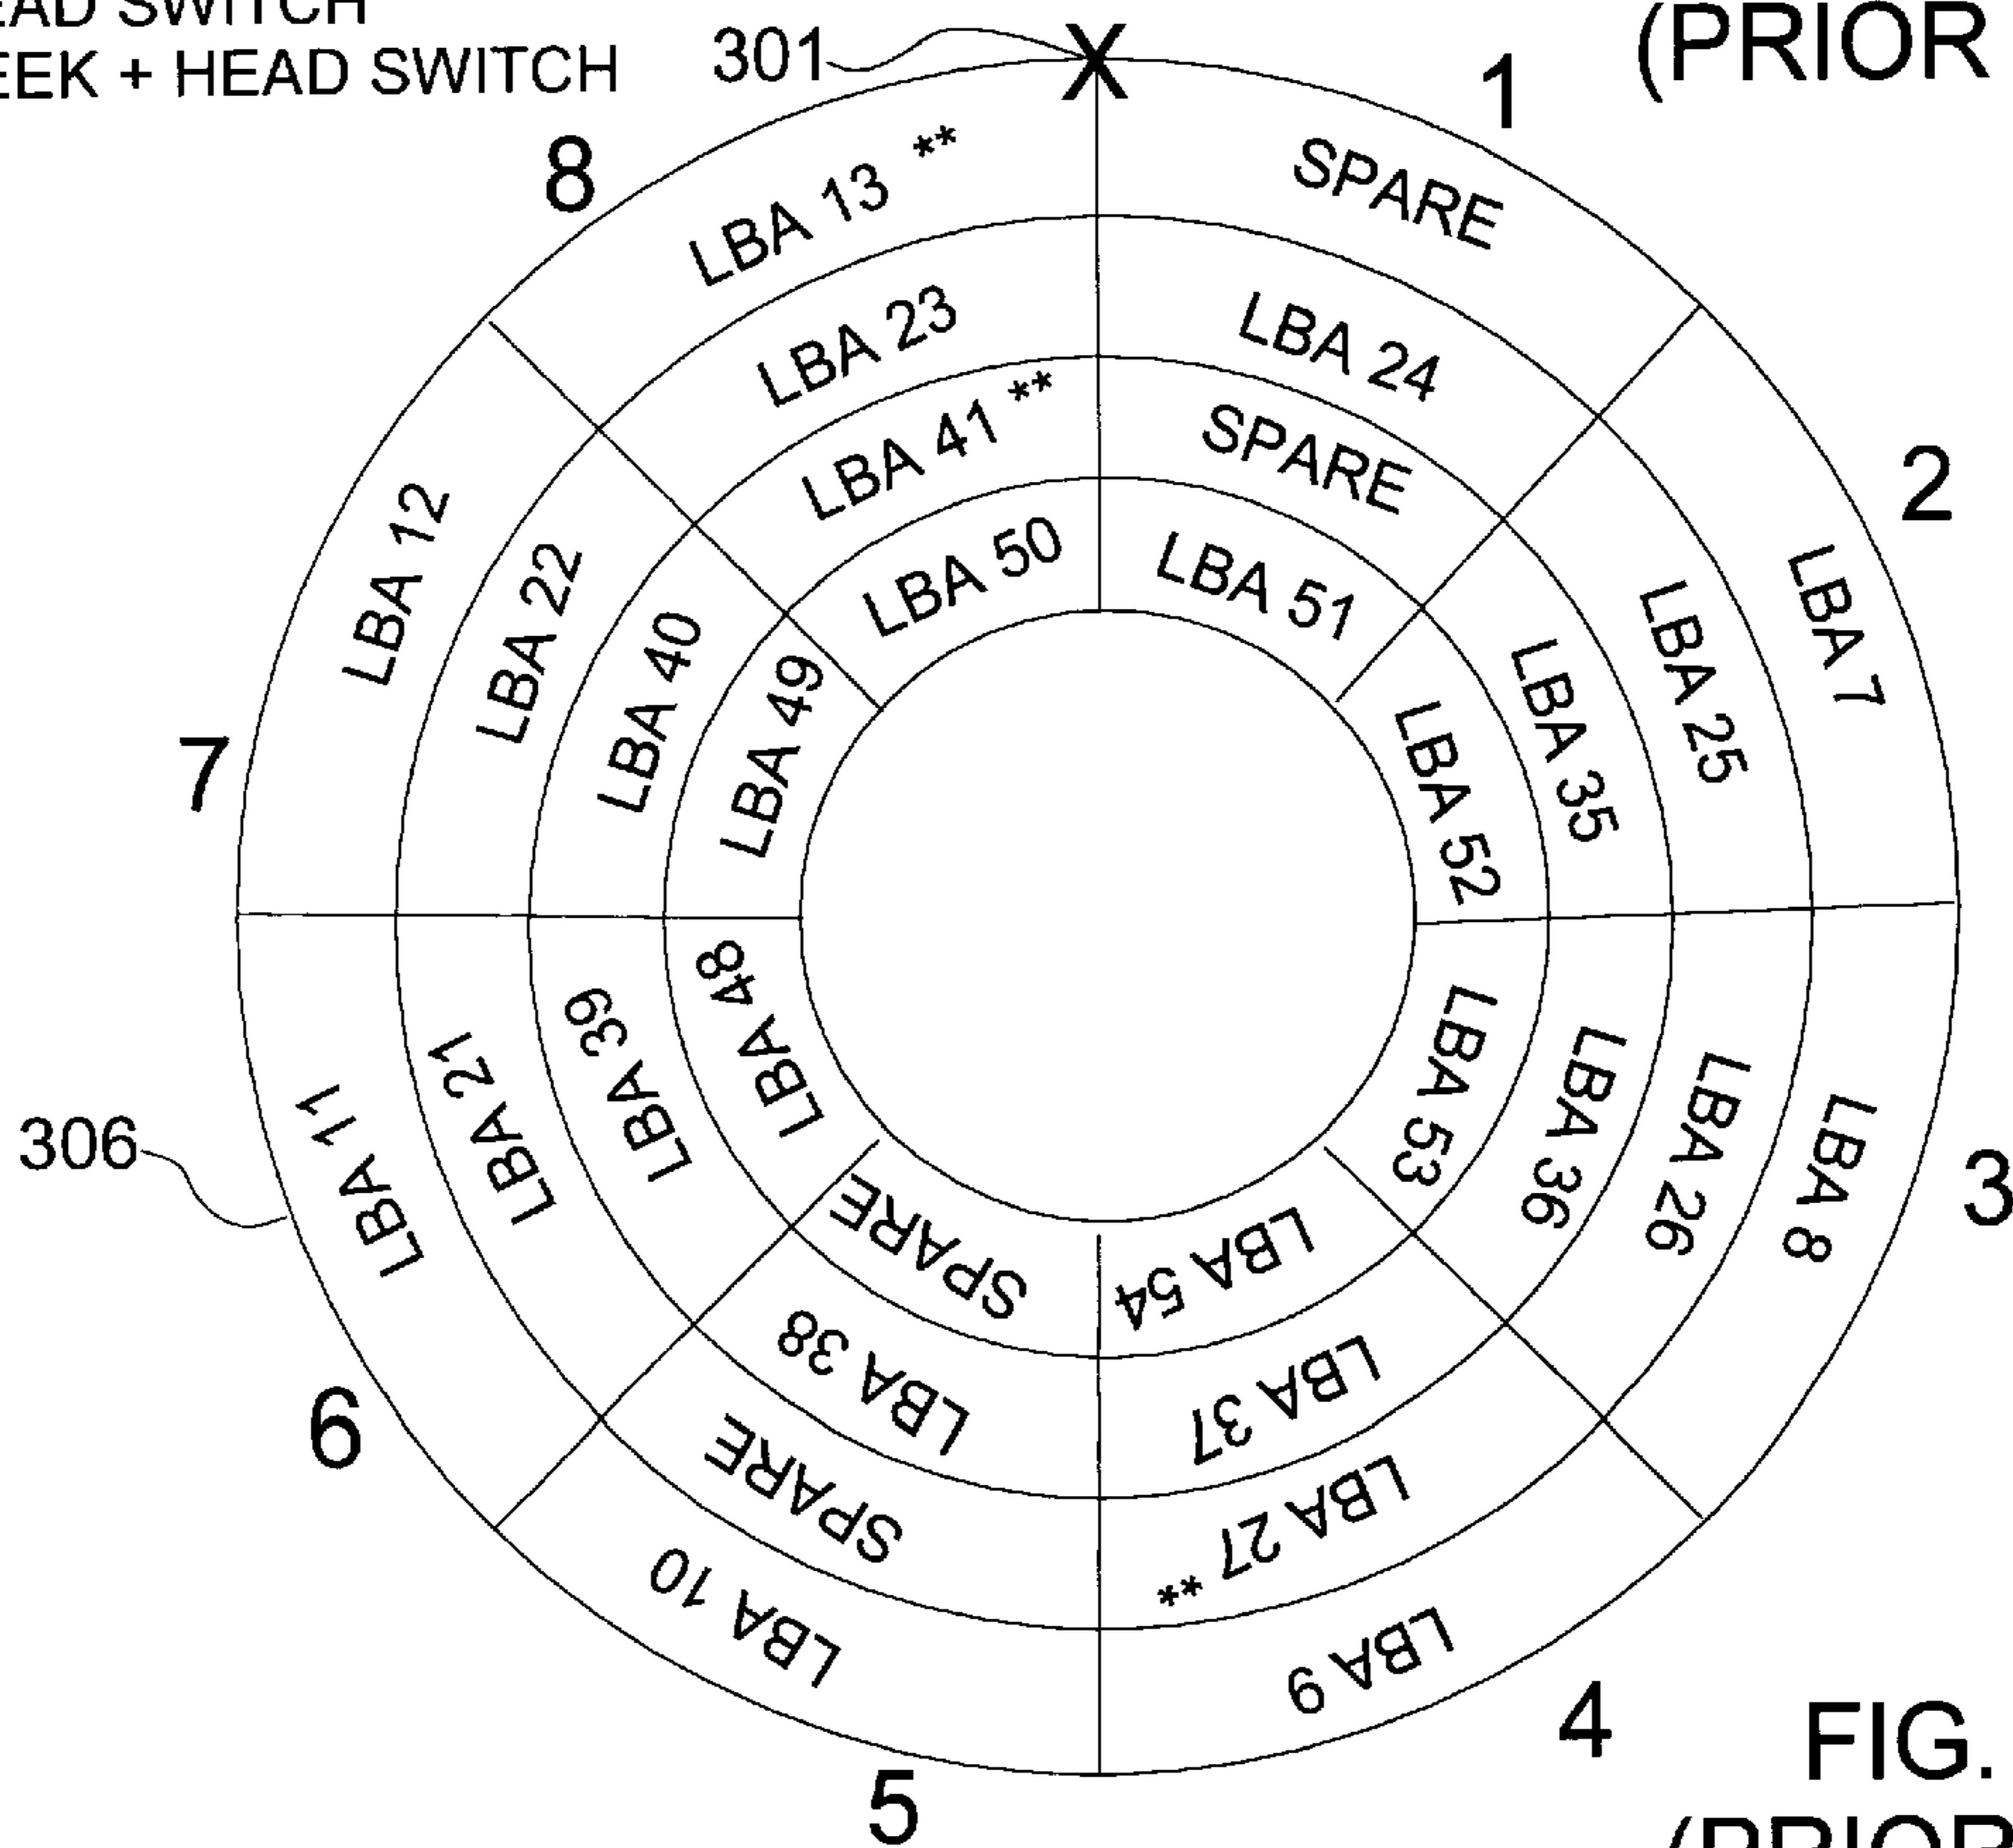 EAD SWITCH
EEK + HEAD SWITCH
301
X
(PRIOR
1
2
3
4
5
6
7
8
SPARE
LBA 7
LBA 8
LBA 9
LBA 10
LBA 11
LBA 12
LBA 13 **
LBA 24
LBA 25
LBA 26
LBA 27 **
SPARE
LBA 21
LBA 22
LBA 23
SPARE
LBA 35
LBA 36
LBA 37
LBA 38
LBA 39
LBA 40
LBA 41 **
LBA 51
LBA 52
LBA 53
LBA 54
SPARE
LBA 48
LBA 49
LBA 50
306
FIG.
(PRIOR